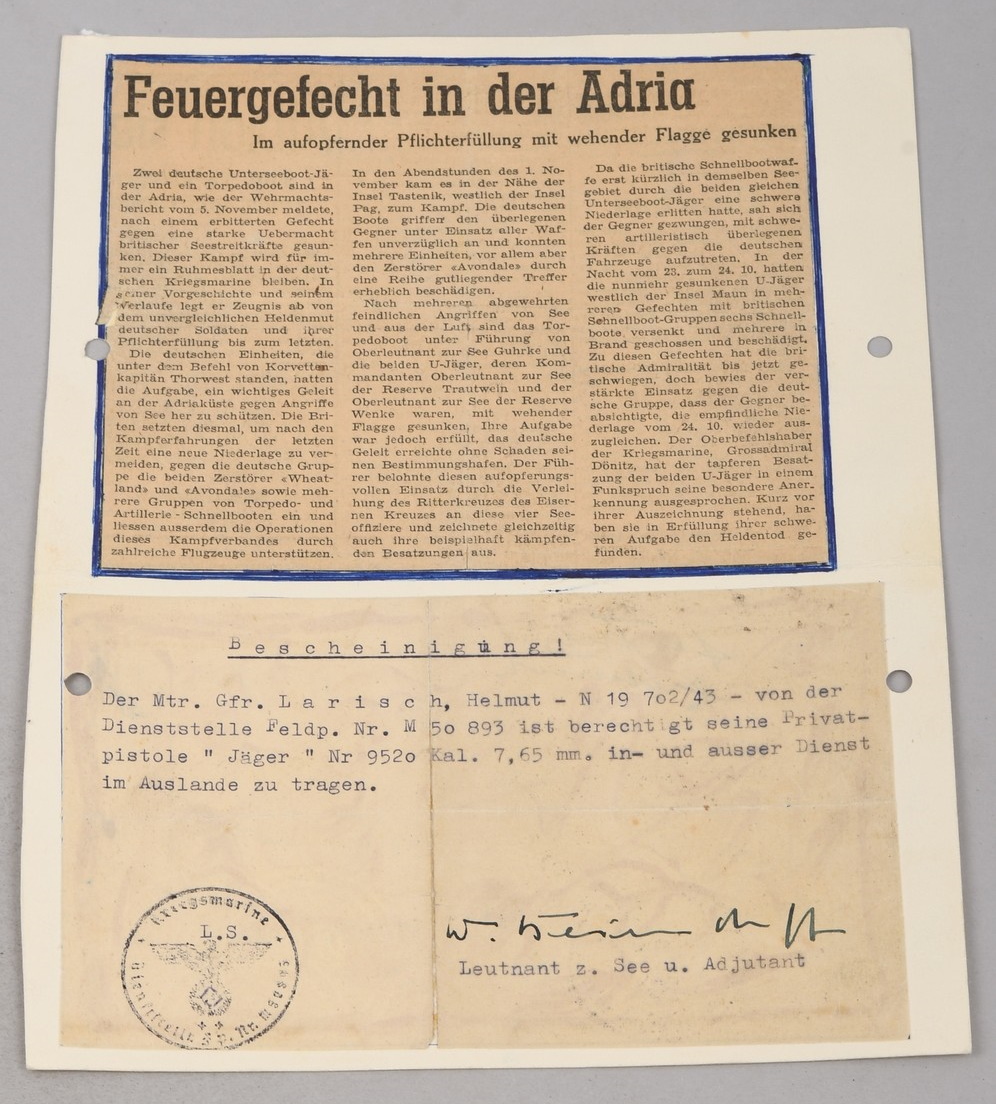 Feuergefecht in der Adria
Im aufopfernder Pflichterfüllung mit wehender Flagge gesunken
Zwei deutsche Unterseeboot-Jä-
ger und ein Torpedoboot sind in
der Adria, wie der Wehrmachts-
bericht vom 5. November meldete,
nach einem erbitterten Gefecht
gegen eine starke Uebermacht
britischer Seestreitkräfte gesun-
ken. Dieser Kampf wird für im-
mer ein Ruhmesblatt in der deut-
schen Kriegsmarine bleiben. In
seiner Vorgeschichte und seinem
Verlaufe legt er Zeugnis ab von
dem unvergleichlichen Heldenmut
deutscher Soldaten und ihrer
Pflichterfüllung bis zum letzten.
Die deutschen Einheiten, die
unter dem Befehl von Korvetten-
kapitän Thorwest standen, hatten
die Aufgabe, ein wichtiges Geleit
an der Adriaküste gegen Angriffe
von See her zu schützen. Die Bri-
ten setzten diesmal, um nach den
Kampferfahrungen der letzten
Zeit eine neue Niederlage zu ver-
meiden, gegen die deutsche Grup-
pe die beiden Zerstörer «Wheat-
land» und «Avondale» sowie meh-
rere Gruppen von Torpedo- und
Artillerie-Schnellbooten ein und
liessen ausserdem die Operationen
dieses Kampfverbandes durch
zahlreiche Flugzeuge unterstützen.
In den Abendstunden des 1. No-
vember kam es in der Nähe der
Insel Tastenik, westlich der Insel
Pag, zum Kampf. Die deutschen
Boote griffen den überlegenen
Gegner unter Einsatz aller Waf-
fen unverzüglich an und konnten
mehrere Einheiten, vor allem aber
den Zerstörer «Avondale» durch
eine Reihe gutliegender Treffer
erheblich beschädigen.
Nach mehreren abgewehrten
feindlichen Angriffen von See
und aus der Luft sind das Tor-
pedoboot unter Führung von
Oberleutnant zur See Guhrke und
die beiden U-Jäger, deren Kom-
mandanten Oberleutnant zur See
der Reserve Trautwein und der
Oberleutnant zur See der Reserve
Wenke waren, mit wehender
Flagge gesunken. Ihre Aufgabe
war jedoch erfüllt, das deutsche
Geleit erreichte ohne Schaden sei-
nen Bestimmungshafen. Der Füh-
rer belohnte diesen aufopferungs-
vollen Einsatz durch die Verlei-
hung des Ritterkreuzes des Eiser-
nen Kreuzes an diese vier See-
offiziere und zeichnete gleichzeitig
auch ihre beispielhaft kämpfen-
den Besatzungen aus.
Da die britische Schnellbootwaf-
fe erst kürzlich in demselben See-
gebiet durch die beiden gleichen
Unterseeboot-Jäger eine schwere
Niederlage erlitten hatte, sah sich
der Gegner gezwungen, mit schwe-
ren artilleristisch überlegenen
Kräften gegen die deutschen
Fahrzeuge aufzutreten. In der
Nacht vom 23. zum 24. 10. hatten
die nunmehr gesunkenen U-Jäger
westlich der Insel Maun in meh-
reren Gefechten mit britischen
Schnellboot-Gruppen sechs Schnell-
boote versenkt und mehrere in
Brand geschossen und beschädigt.
Zu diesen Gefechten hat die bri-
tische Admiralität bis jetzt ge-
schwiegen, doch bewies der ver-
stärkte Einsatz gegen die deut-
sche Gruppe, dass der Gegner be-
absichtigte, die empfindliche Nie-
derlage vom 24. 10. wieder aus-
zugleichen. Der Oberbefehlshaber
der Kriegsmarine, Grossadmiral
Dönitz, hat der tapferen Besat-
zung der beiden U-Jäger in einem
Funkspruch seine besondere Aner-
kennung ausgesprochen. Kurz vor
ihrer Auszeichnung stehend, ha-
ben sie in Erfüllung ihrer schwe-
ren Aufgabe den Heldentod ge-
funden.
Bescheinigung!
Der Mtr. Gfr. Larisch, Helmut - N 19 702/43 - von der
Dienststelle Feldp. Nr. M 50 893 ist berechtigt seine Privat-
pistole " Jäger " Nr 9520 Kal. 7,65 mm. in- und ausser Dienst
im Auslande zu tragen.
Kriegsmarine
L.S.
Dienststelle F.P. Nr. M50893
W.
Leutnant z. See u. Adjutant